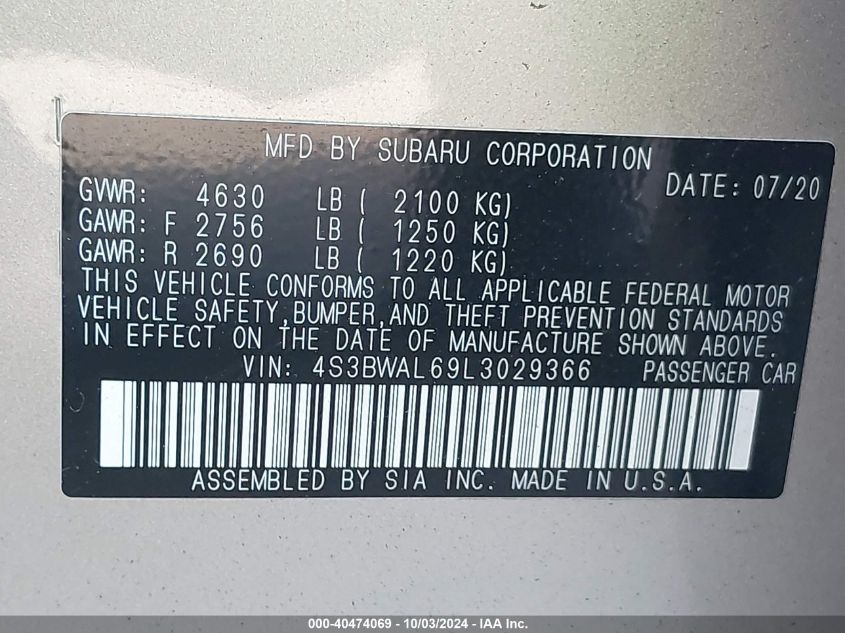 MFD BY SUBARU CORPORATION
DATE: 07/20
GVWR: 4630 LB ( 2100 KG)
GAWR: F 2756 LB ( 1250 KG)
GAWR: R 2690 LB ( 1220 KG)
THIS VEHICLE CONFORMS TO ALL APPLICABLE FEDERAL MOTOR
VEHICLE SAFETY,BUMPER,AND THEFT PREVENTION STANDARDS
IN EFFECT ON THE DATE OF MANUFACTURE SHOWN ABOVE.
VIN: 4S3BWAL69L3029366 PASSENGER CAR
ASSEMBLED BY SIA INC. MADE IN U.S.A.
000-40474069 - 10/03/2024 - IAA Inc.